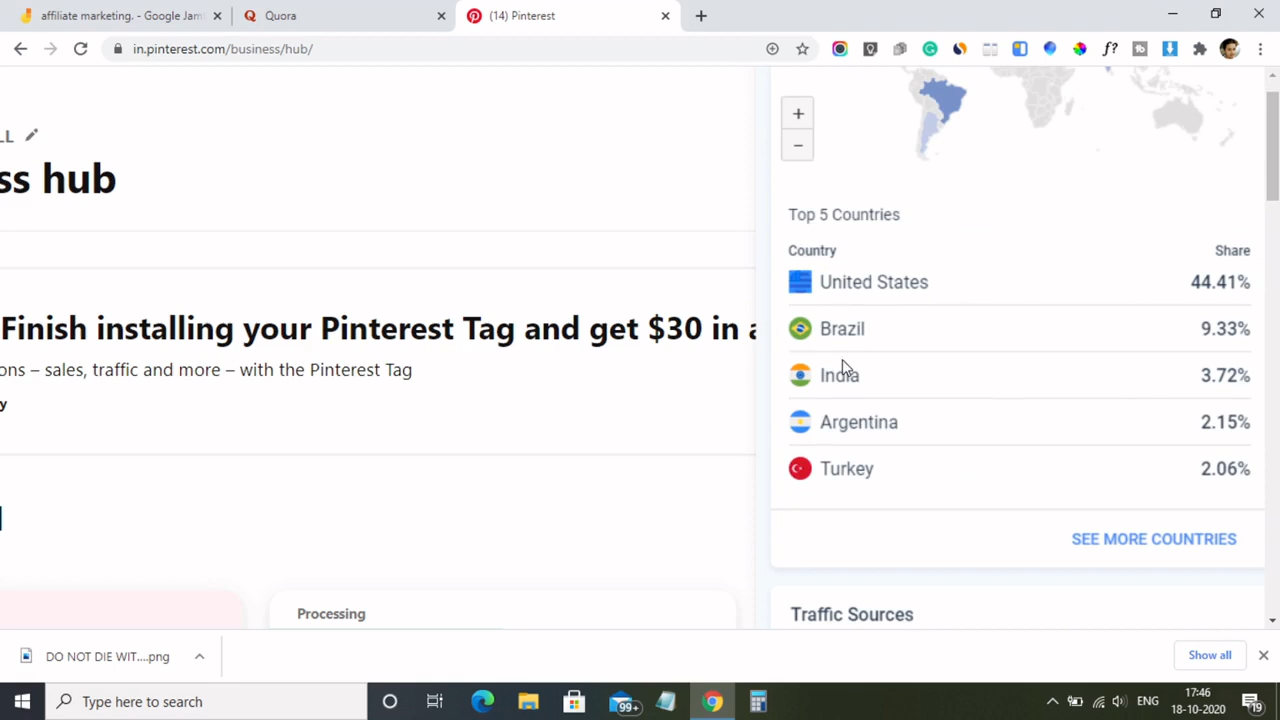 affiliate marketing. - Google Jam
Quora
(14) Pinterest
in.pinterest.com/business/hub/
f?
LL
ss hub
Finish installing your Pinterest Tag and get $30 in a
ons – sales, traffic and more – with the Pinterest Tag
y
Processing
+
−
Top 5 Countries
Country Share
United States 44.41%
Brazil 9.33%
India 3.72%
Argentina 2.15%
Turkey 2.06%
SEE MORE COUNTRIES
Traffic Sources
DO NOT DIE WIT....png
Show all
Type here to search
99+
ENG
17:46
18-10-2020
19